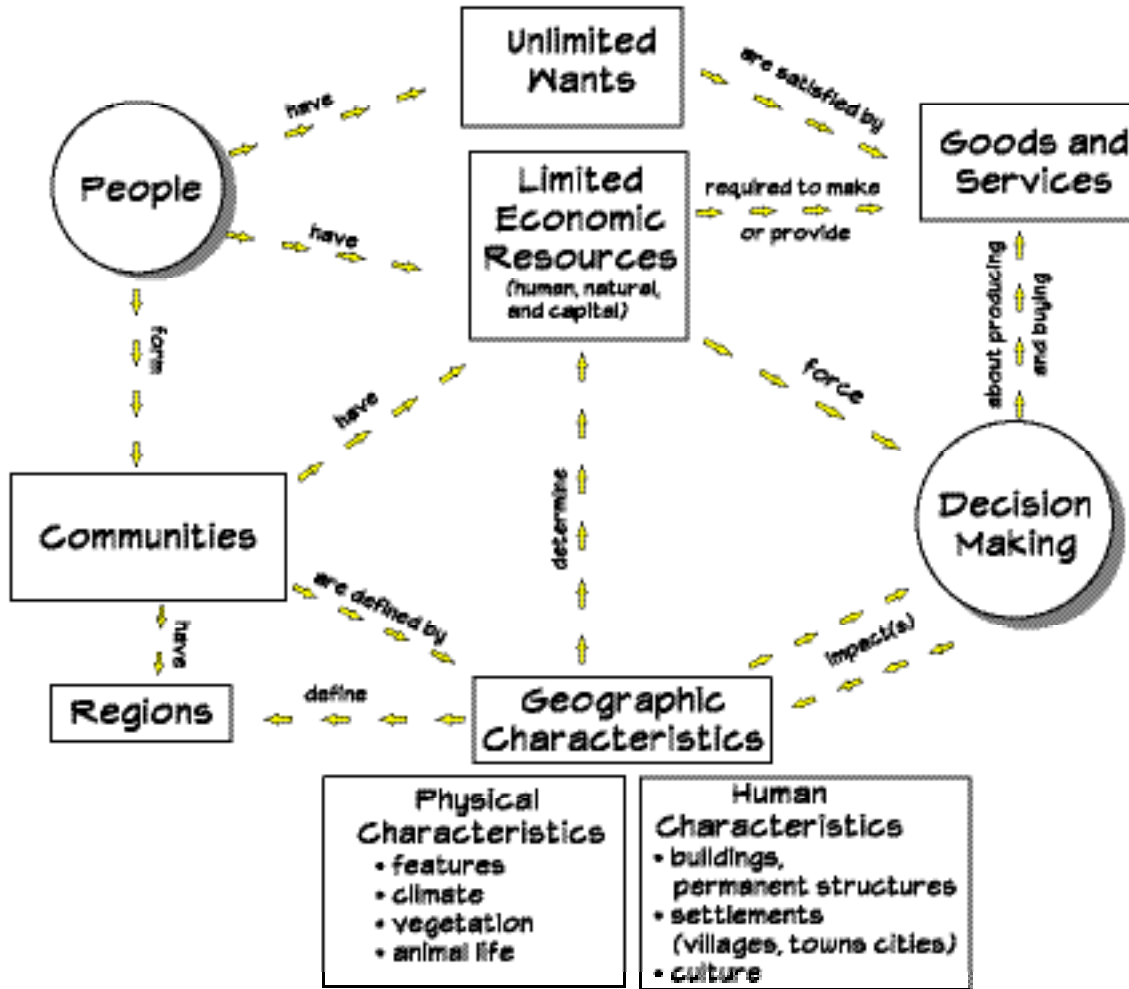 Unlimited
Wants
have
are satisfied by
Goods and
Services
People
Limited
Economic
Resources
(human, natural,
and capital)
required to make
or provide
have
form
about producing
and buying
force
have
Communities
determine
Decision
Making
are defined by
have
impact(s)
Regions
define
Geographic
Characteristics
Physical
Characteristics
• features
• climate
• vegetation
• animal life
Human
Characteristics
• buildings,
permanent structures
• settlements
(villages, towns cities)
• culture